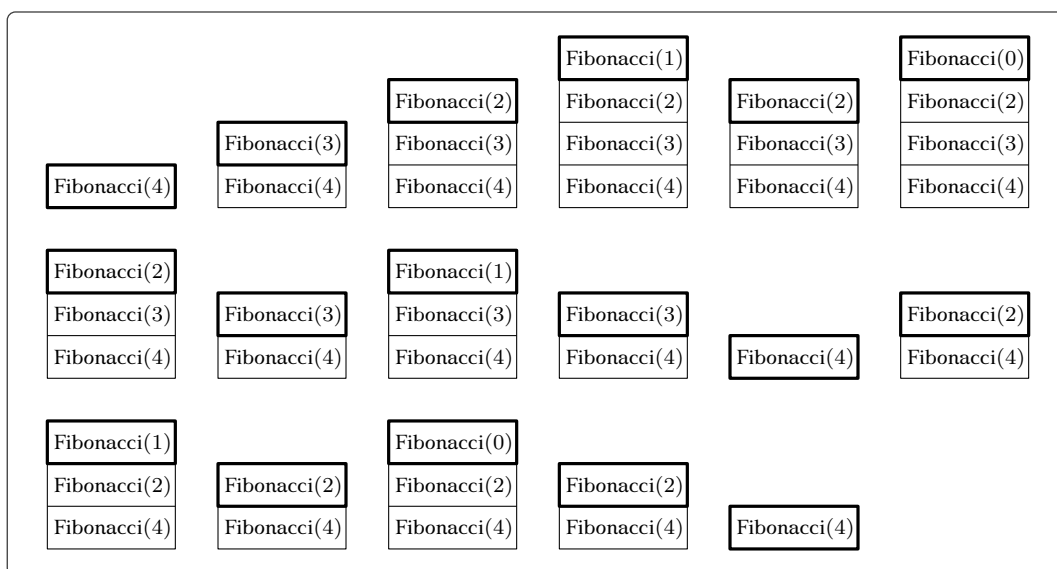 Fibonacci(1) Fibonacci(0)
Fibonacci(2) Fibonacci(2) Fibonacci(2) Fibonacci(2)
Fibonacci(3) Fibonacci(3) Fibonacci(3) Fibonacci(3) Fibonacci(3)
Fibonacci(4) Fibonacci(4) Fibonacci(4) Fibonacci(4) Fibonacci(4) Fibonacci(4)
Fibonacci(2) Fibonacci(1)
Fibonacci(3) Fibonacci(3) Fibonacci(3) Fibonacci(3) Fibonacci(2)
Fibonacci(4) Fibonacci(4) Fibonacci(4) Fibonacci(4) Fibonacci(4) Fibonacci(4)
Fibonacci(1) Fibonacci(0)
Fibonacci(2) Fibonacci(2) Fibonacci(2) Fibonacci(2)
Fibonacci(4) Fibonacci(4) Fibonacci(4) Fibonacci(4) Fibonacci(4)